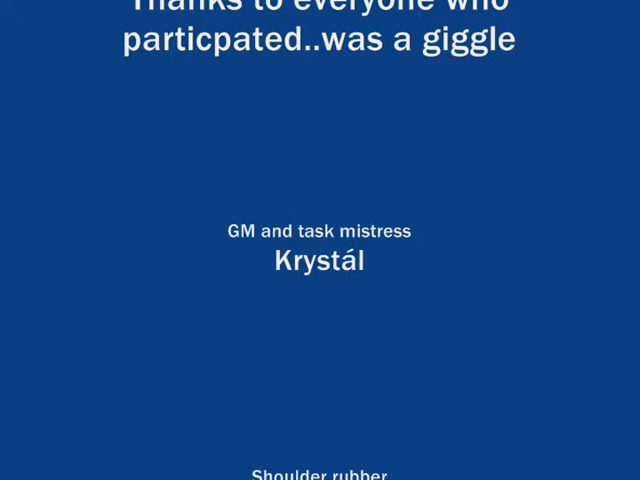 Thanks to everyone who
particpated..was a giggle
GM and task mistress
Krystál
Shoulder rubber